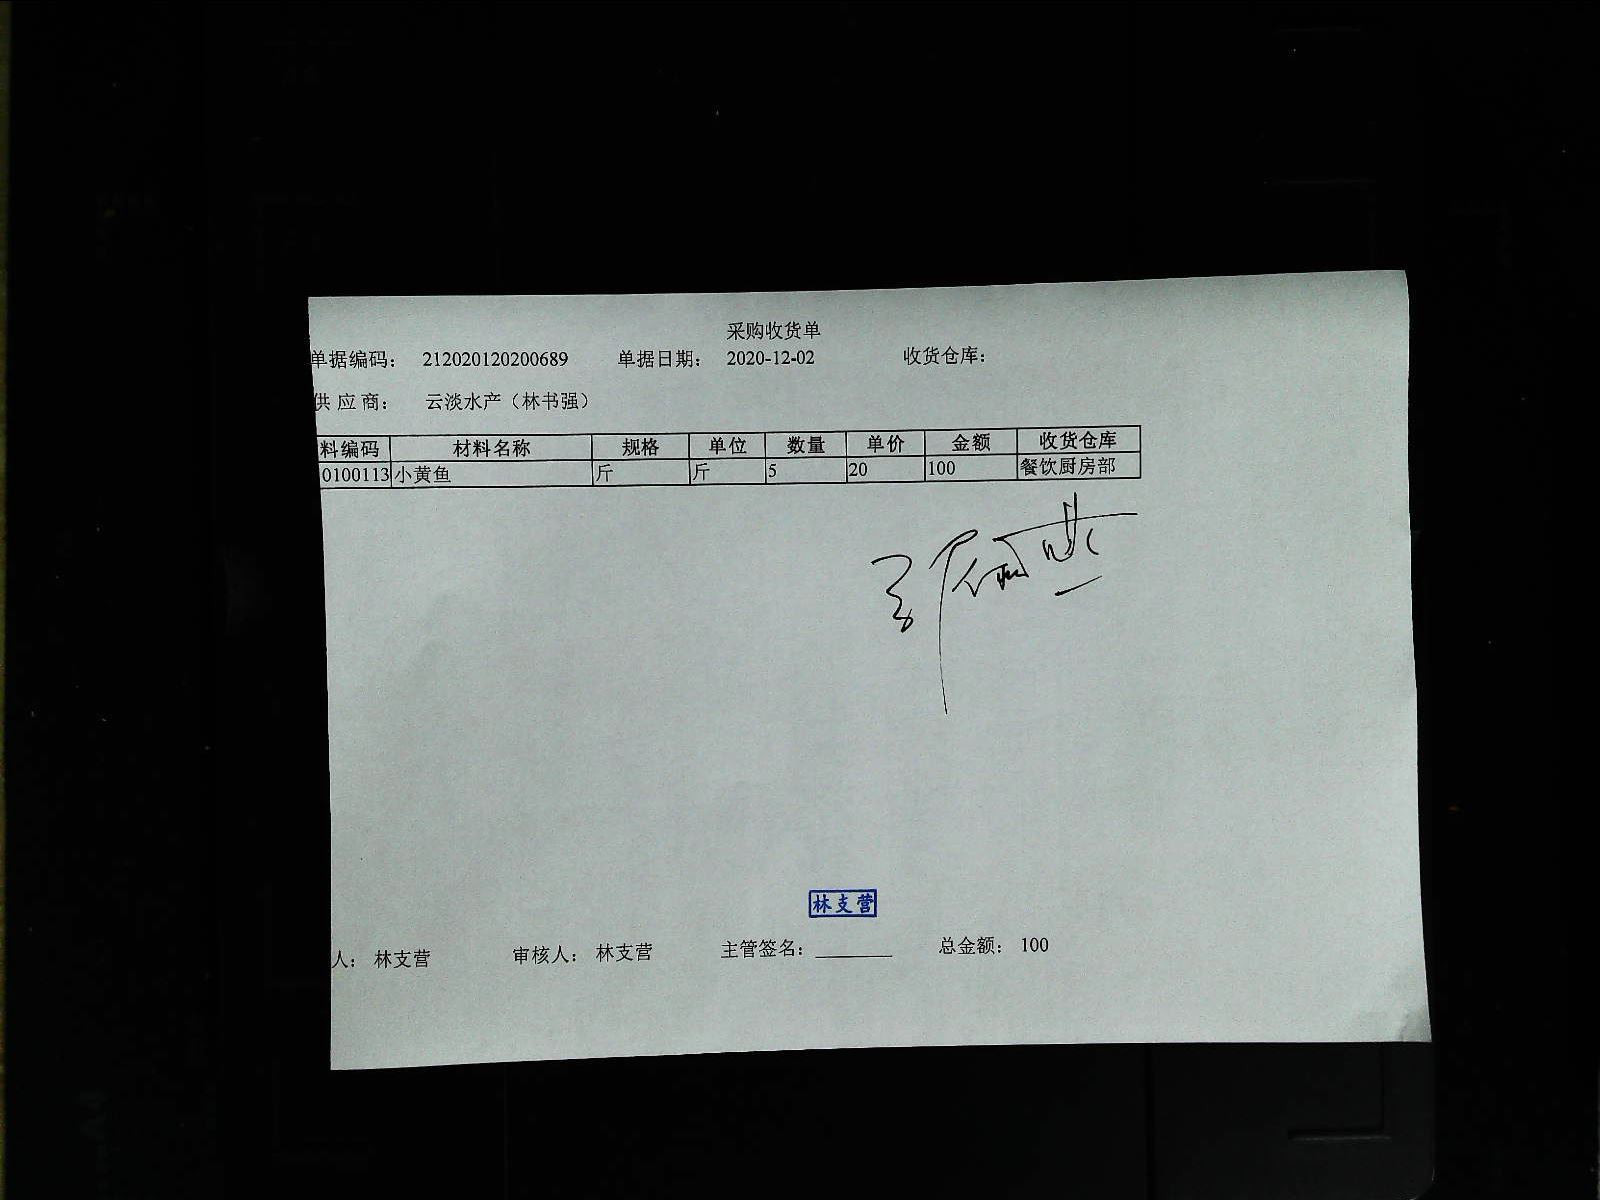 采购收货单
单据编码： 212020120200689 单据日期： 2020-12-02 收货仓库：
供应商： 云淡水产（林书强）
料编码 材料名称 规格 单位 数量 单价 金额 收货仓库
0100113 小黄鱼 斤 斤 5 20 100 餐饮厨房部
林支营
人： 林支营 审核人： 林支营 主管签名：________ 总金额： 100